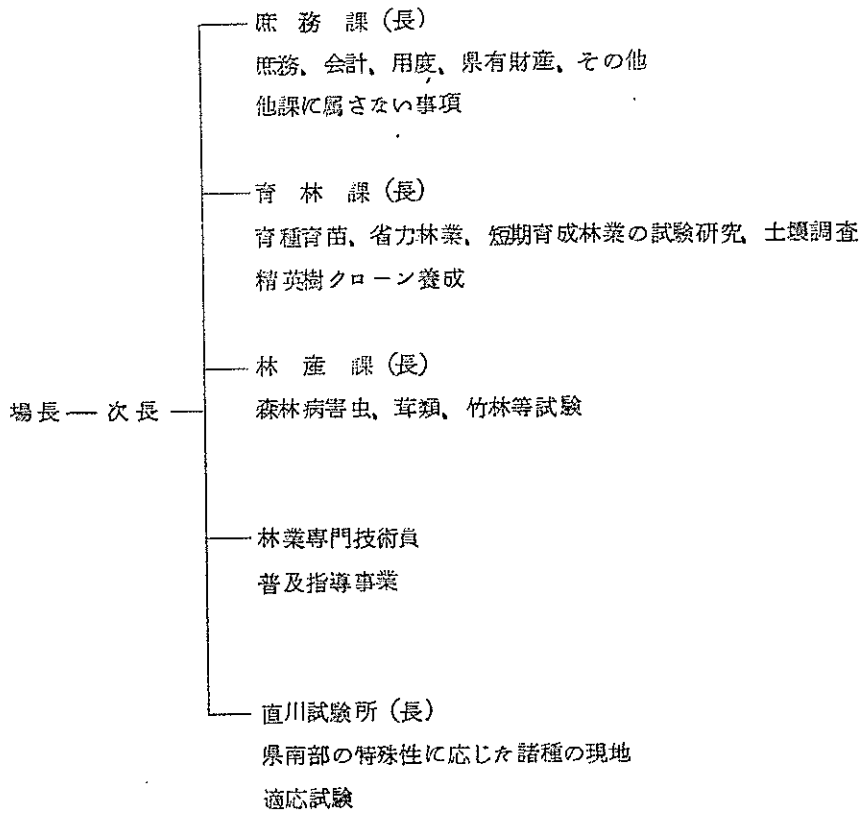 庶務課(長)
庶務、会計、用度、県有財産、その他
他課に属さない事項
育林課(長)
育種育苗、省力林業、短期育成林業の試験研究、土壌調査
精英樹クローン養成
林産課(長)
場長 ― 次長
森林病害虫、茸類、竹林等試験
林業専門技術員
普及指導事業
直川試験所(長)
県南部の特殊性に応じた諸種の現地
適応試験